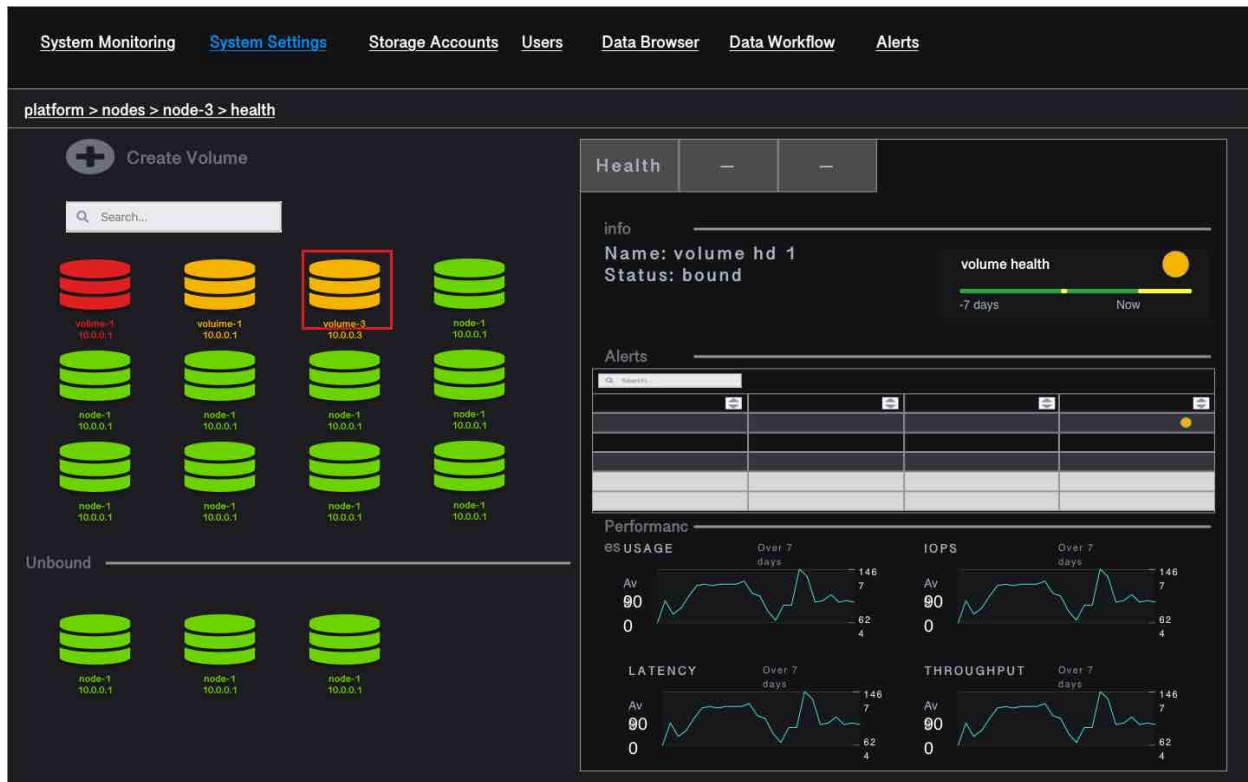 System Monitoring System Settings Storage Accounts Users Data Browser Data Workflow Alerts
platform > nodes > node-3 > health
Create Volume
Search...
volime-1
10.0.0.1
voluime-1
10.0.0.1
volume-3
10.0.0.3
node-1
10.0.0.1
node-1
10.0.0.1
node-1
10.0.0.1
node-1
10.0.0.1
node-1
10.0.0.1
node-1
10.0.0.1
node-1
10.0.0.1
node-1
10.0.0.1
node-1
10.0.0.1
Unbound
node-1
10.0.0.1
node-1
10.0.0.1
node-1
10.0.0.1
Health — —
info
Name: volume hd 1
Status: bound
volume health
-7 days Now
Alerts
Search...
Performanc
es
USAGE
Over 7
days
Av
90
0
146
7
62
4
IOPS
Over 7
days
Av
90
0
146
7
62
4
LATENCY
Over 7
days
Av
90
0
146
7
62
4
THROUGHPUT
Over 7
days
Av
90
0
146
7
62
4